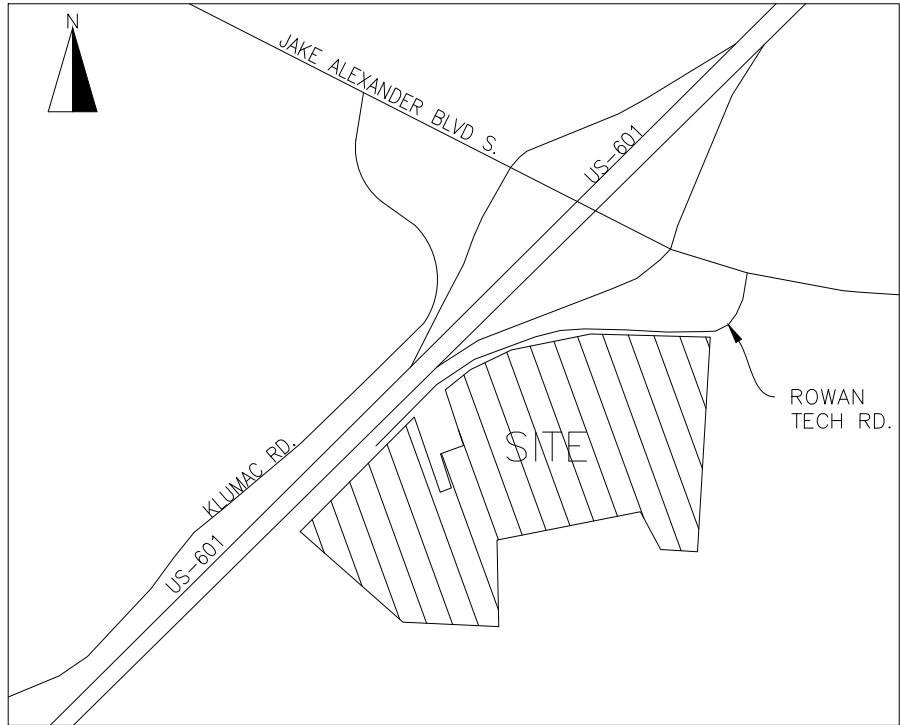 N
JAKE ALEXANDER BLVD S.
US-601
ROWAN
TECH RD.
SITE
KLUMAC RD.
US-601